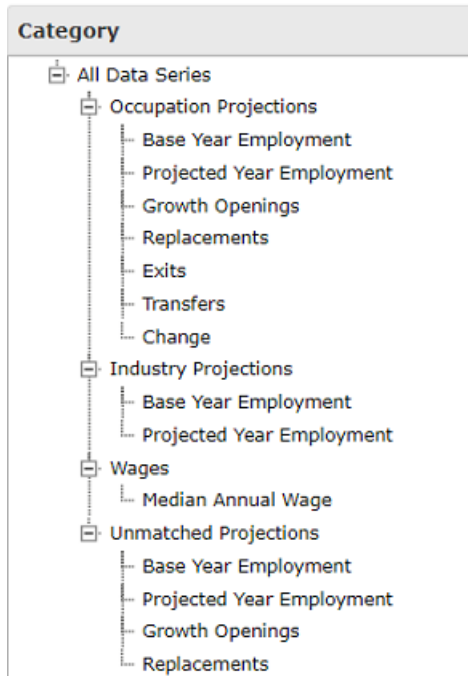 Category
All Data Series
Occupation Projections
Base Year Employment
Projected Year Employment
Growth Openings
Replacements
Exits
Transfers
Change
Industry Projections
Base Year Employment
Projected Year Employment
Wages
Median Annual Wage
Unmatched Projections
Base Year Employment
Projected Year Employment
Growth Openings
Replacements